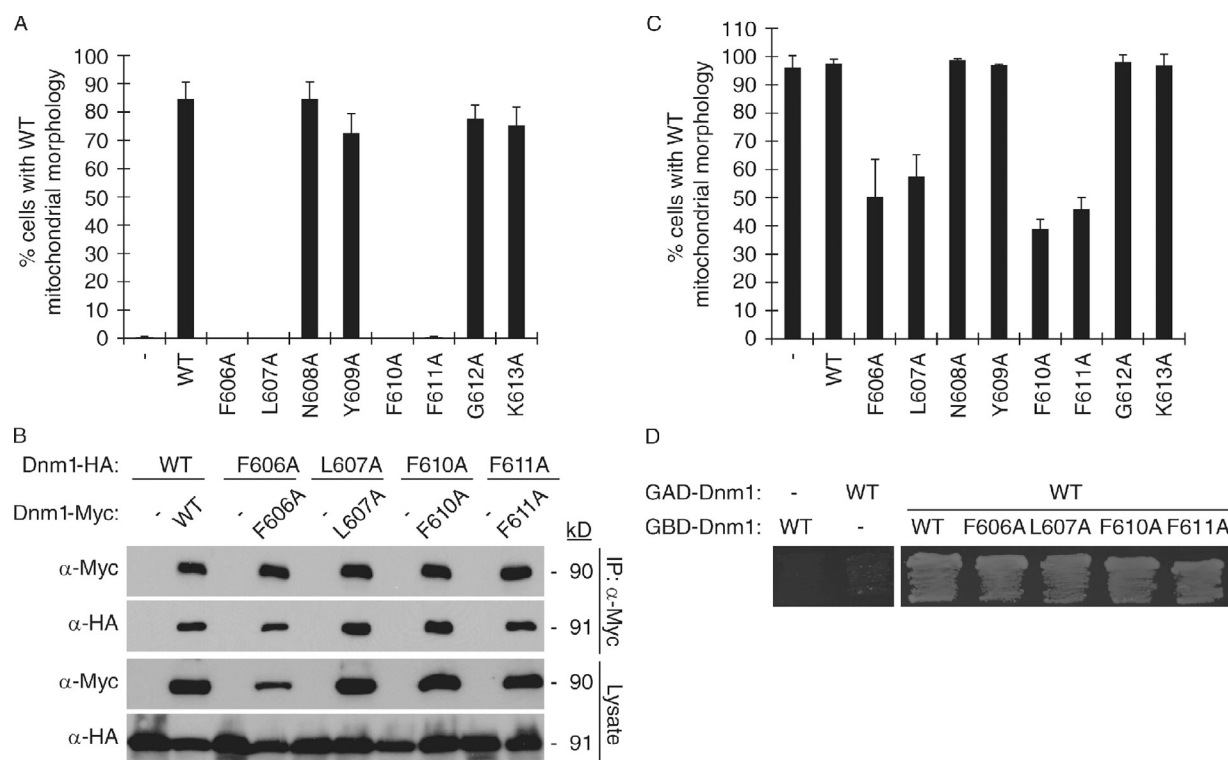 A
% cells with WT
mitochondrial morphology
100
90
80
70
60
50
40
30
20
10
0
-
WT
F606A
L607A
N608A
Y609A
F610A
F611A
G612A
K613A
C
% cells with WT
mitochondrial morphology
110
100
90
80
70
60
50
40
30
20
10
0
-
WT
F606A
L607A
N608A
Y609A
F610A
F611A
G612A
K613A
B
Dnm1-HA: WT F606A L607A F610A F611A
Dnm1-Myc: - WT - F606A - L607A - F610A - F611A
kD
α-Myc - 90
α-HA - 91
IP: α-Myc
α-Myc - 90
α-HA - 91
Lysate
D
GAD-Dnm1: - WT WT
GBD-Dnm1: WT - WT F606A L607A F610A F611A